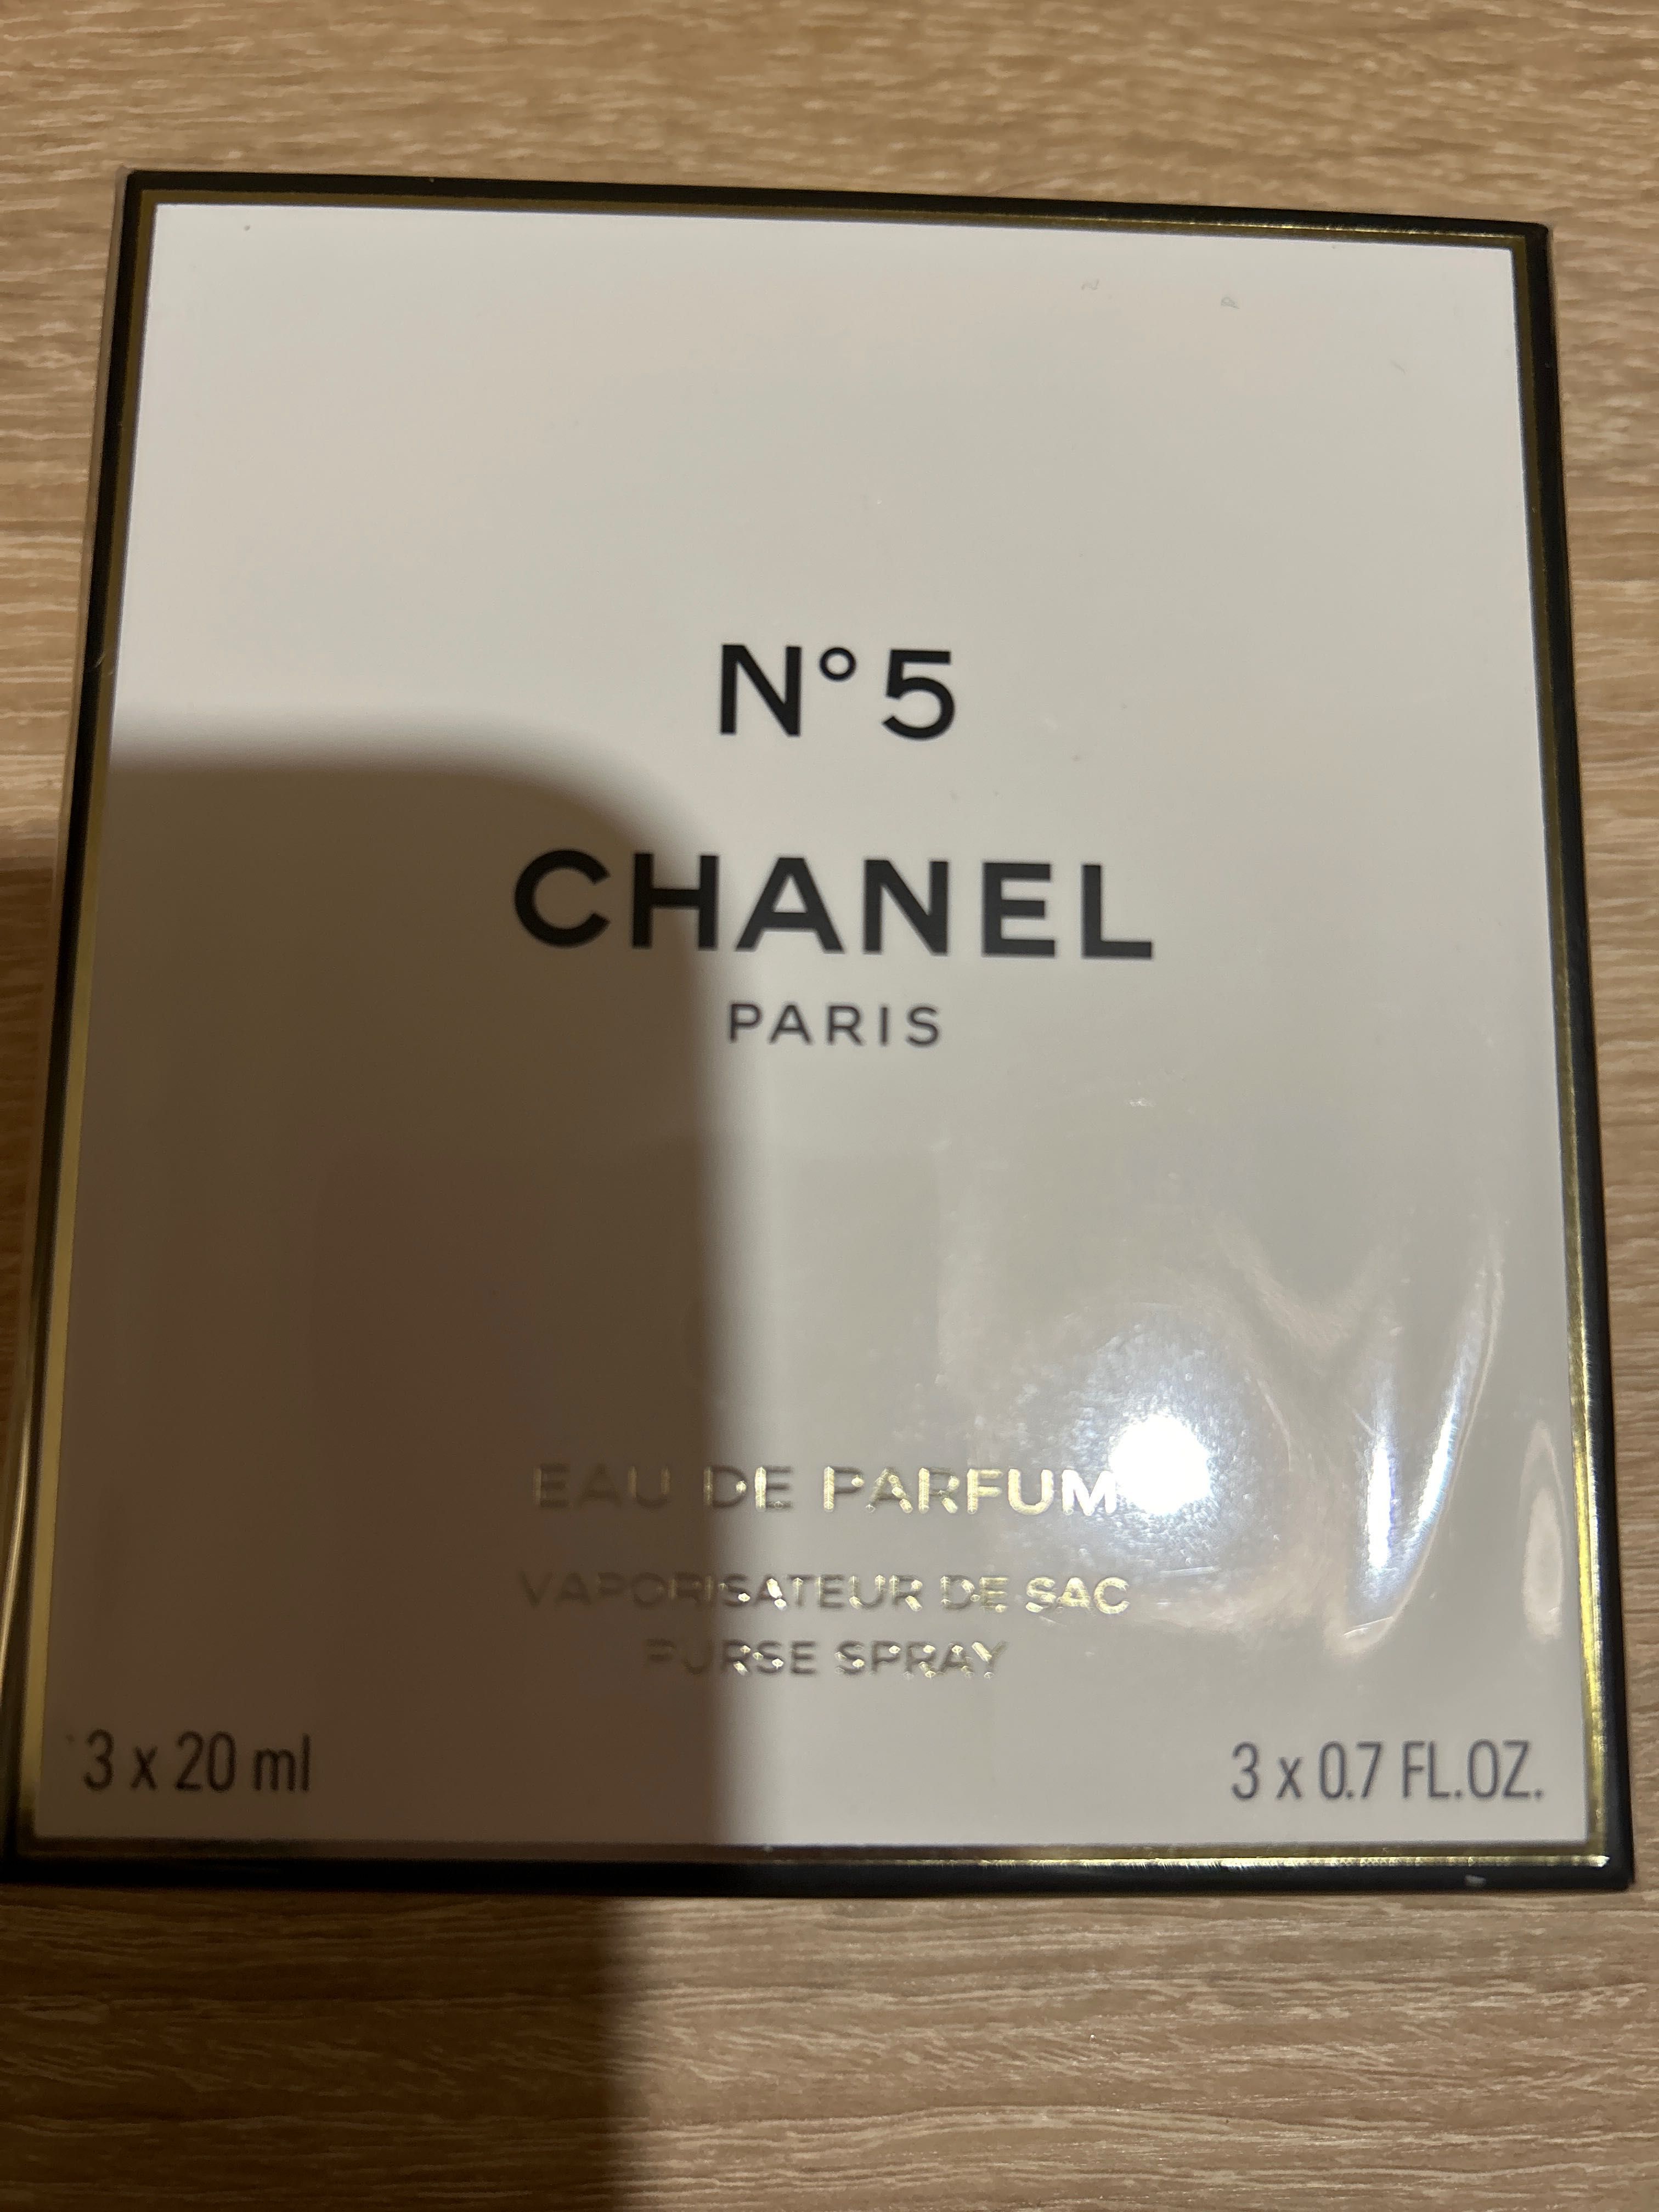 N°5
CHANEL
PARIS
EAU DE PARFUM
VAPORISATEUR DE SAC
PURSE SPRAY
3 x 20 ml
3 x 0.7 FL.OZ.